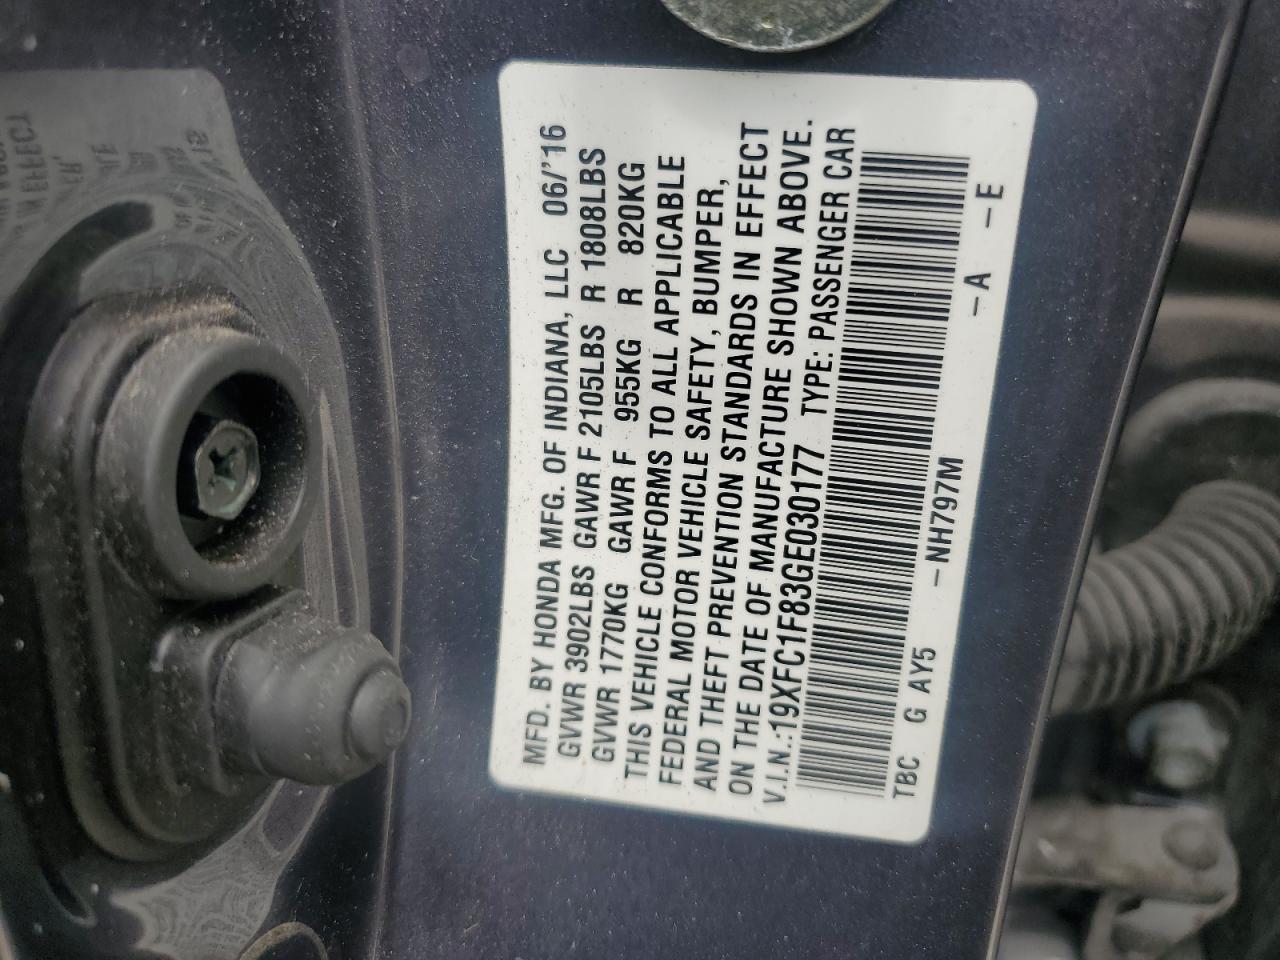 MFD. BY HONDA MFG. OF INDIANA, LLC 06/'16
GVWR 3902LBS GAWR F 2105LBS R 1808LBS
GVWR 1770KG GAWR F 955KG R 820KG
THIS VEHICLE CONFORMS TO ALL APPLICABLE
FEDERAL MOTOR VEHICLE SAFETY, BUMPER,
AND THEFT PREVENTION STANDARDS IN EFFECT
ON THE DATE OF MANUFACTURE SHOWN ABOVE.
V.I.N.:19XFC1F83GE030177 TYPE: PASSENGER CAR
TBC G AY5 -NH797M -A -E